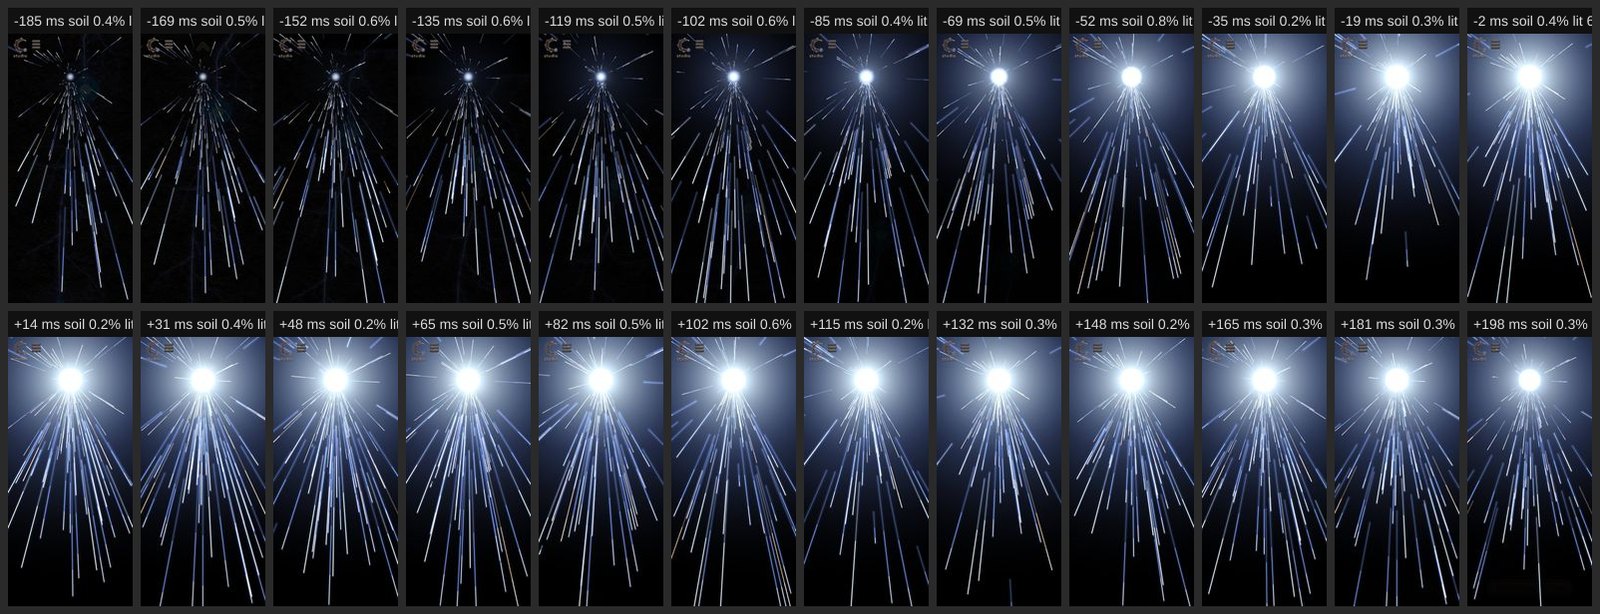 -185 ms soil 0.4% l
-169 ms soil 0.5% l
-152 ms soil 0.6% l
-135 ms soil 0.6% l
-119 ms soil 0.5% l
-102 ms soil 0.6% l
-85 ms soil 0.4% lit
-69 ms soil 0.5% lit
-52 ms soil 0.8% lit
-35 ms soil 0.2% lit
-19 ms soil 0.3% lit
-2 ms soil 0.4% lit 6
+14 ms soil 0.2% lit
+31 ms soil 0.4% lit
+48 ms soil 0.2% lit
+65 ms soil 0.5% lit
+82 ms soil 0.5% lit
+102 ms soil 0.6%
+115 ms soil 0.2% l
+132 ms soil 0.3%
+148 ms soil 0.2%
+165 ms soil 0.3%
+181 ms soil 0.3%
+198 ms soil 0.3%